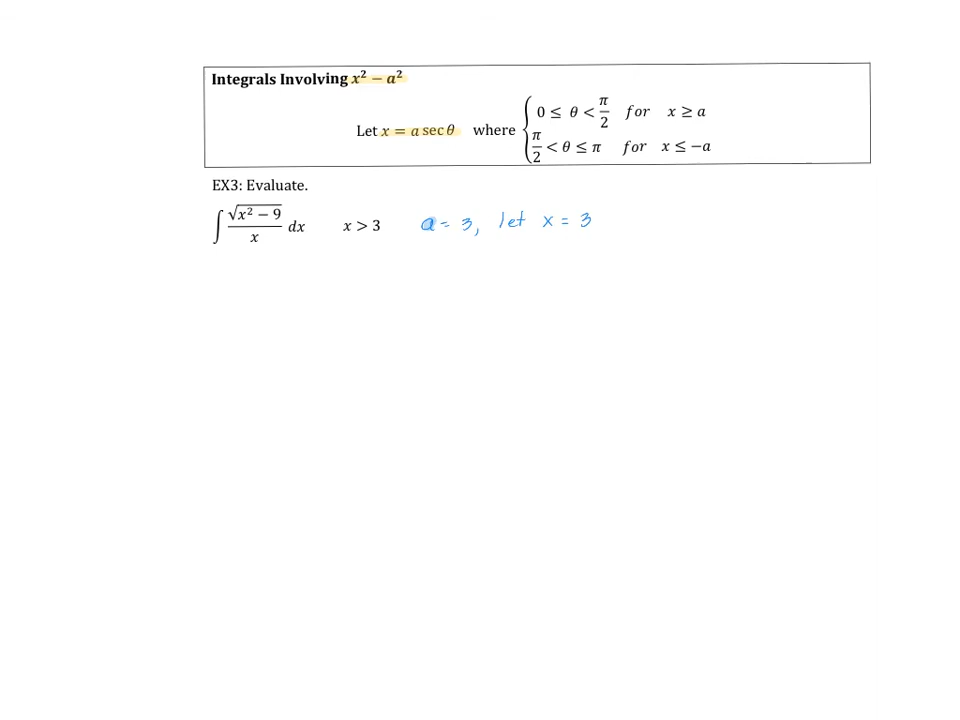 Integrals Involving x² − a²
Let x = a sec θ where { 0 ≤ θ < π/2 for x ≥ a
π/2 < θ ≤ π for x ≤ −a
EX3: Evaluate.
∫ √(x² − 9)/x dx x > 3 a = 3, let x = 3